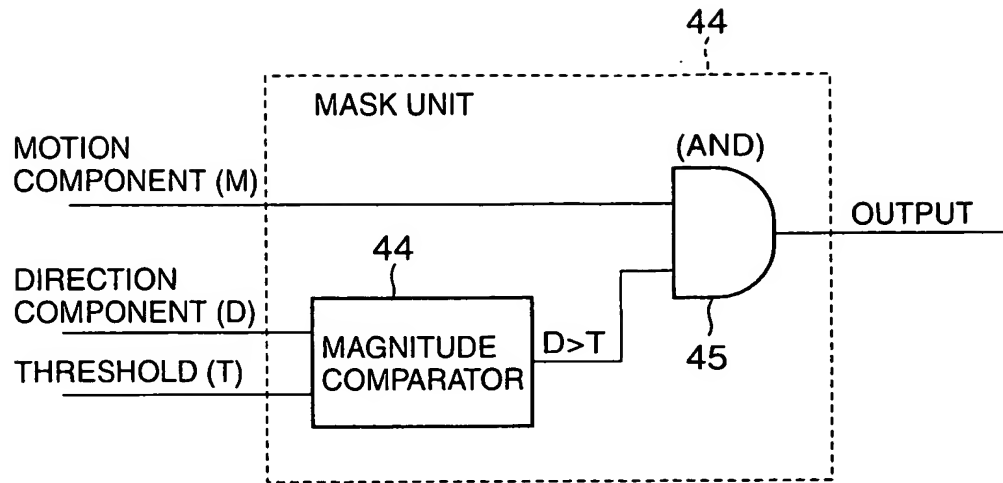 44
MASK UNIT
(AND)
MOTION
COMPONENT (M)
OUTPUT
44
DIRECTION
COMPONENT (D)
MAGNITUDE
COMPARATOR
D>T
45
THRESHOLD (T)